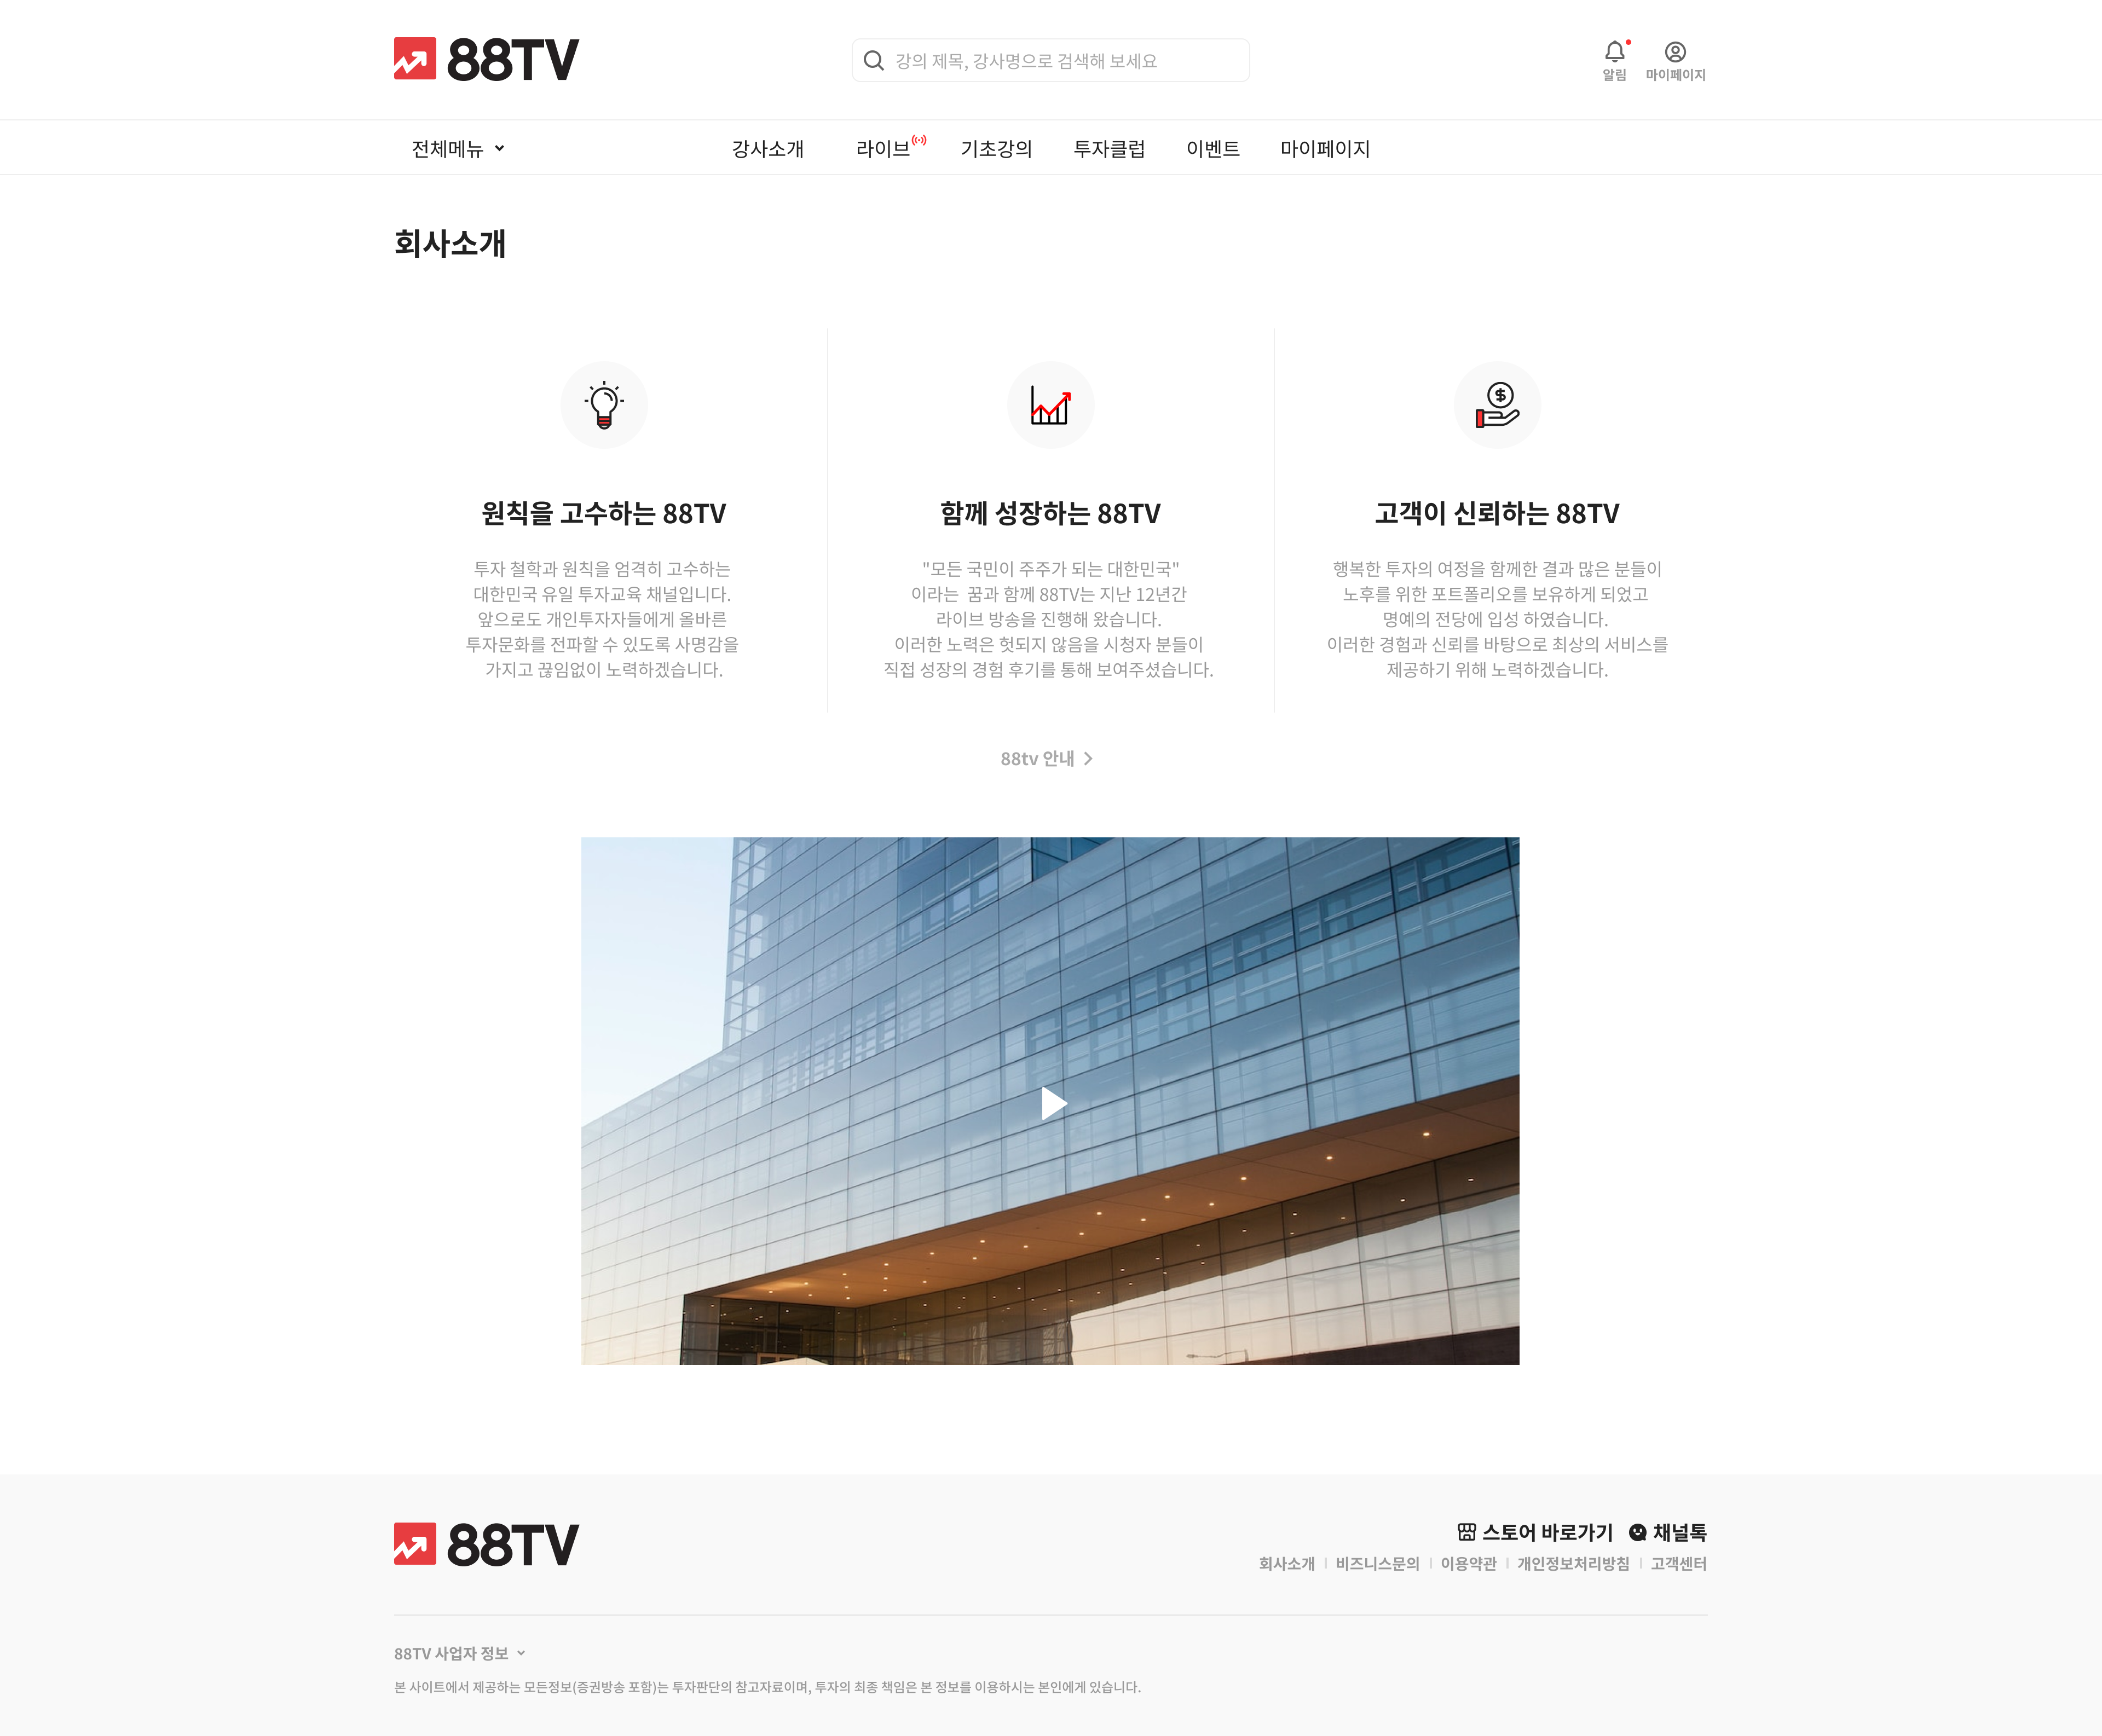 88TV
강의 제목, 강사명으로 검색해 보세요
알림
마이페이지
전체메뉴
강사소개
라이브
기초강의
투자클럽
이벤트
마이페이지
회사소개
원칙을 고수하는 88TV
투자 철학과 원칙을 엄격히 고수하는
대한민국 유일 투자교육 채널입니다.
앞으로도 개인투자자들에게 올바른
투자문화를 전파할 수 있도록 사명감을
가지고 끊임없이 노력하겠습니다.
함께 성장하는 88TV
"모든 국민이 주주가 되는 대한민국"
이라는 꿈과 함께 88TV는 지난 12년간
라이브 방송을 진행해 왔습니다.
이러한 노력은 헛되지 않음을 시청자 분들이
직접 성장의 경험 후기를 통해 보여주셨습니다.
고객이 신뢰하는 88TV
행복한 투자의 여정을 함께한 결과 많은 분들이
노후를 위한 포트폴리오를 보유하게 되었고
명예의 전당에 입성 하였습니다.
이러한 경험과 신뢰를 바탕으로 최상의 서비스를
제공하기 위해 노력하겠습니다.
88tv 안내
88TV
스토어 바로가기
채널톡
회사소개
비즈니스문의
이용약관
개인정보처리방침
고객센터
88TV 사업자 정보
본 사이트에서 제공하는 모든정보(증권방송 포함)는 투자판단의 참고자료이며, 투자의 최종 책임은 본 정보를 이용하시는 본인에게 있습니다.